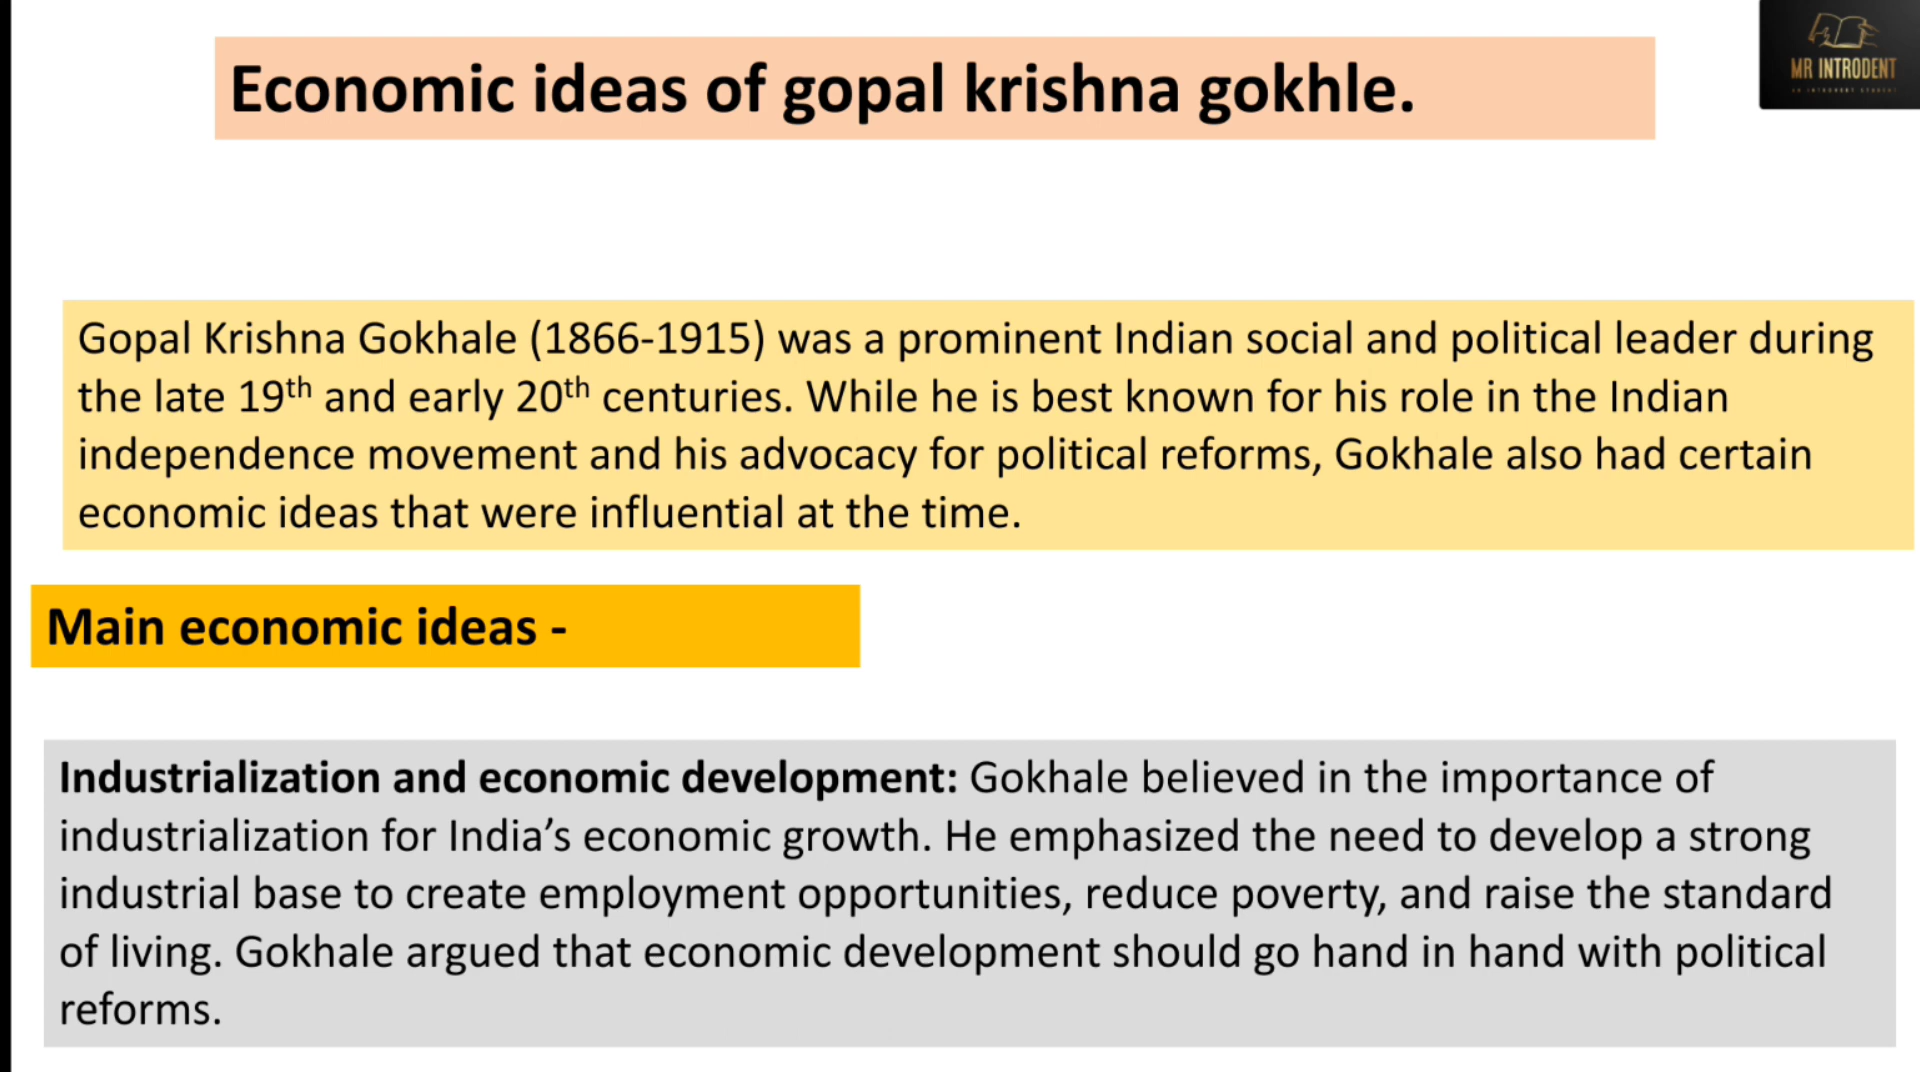 MR INTRODENT
Economic ideas of gopal krishna gokhle.
Gopal Krishna Gokhale (1866-1915) was a prominent Indian social and political leader during
the late 19th and early 20th centuries. While he is best known for his role in the Indian
independence movement and his advocacy for political reforms, Gokhale also had certain
economic ideas that were influential at the time.
Main economic ideas -
Industrialization and economic development: Gokhale believed in the importance of
industrialization for India’s economic growth. He emphasized the need to develop a strong
industrial base to create employment opportunities, reduce poverty, and raise the standard
of living. Gokhale argued that economic development should go hand in hand with political
reforms.